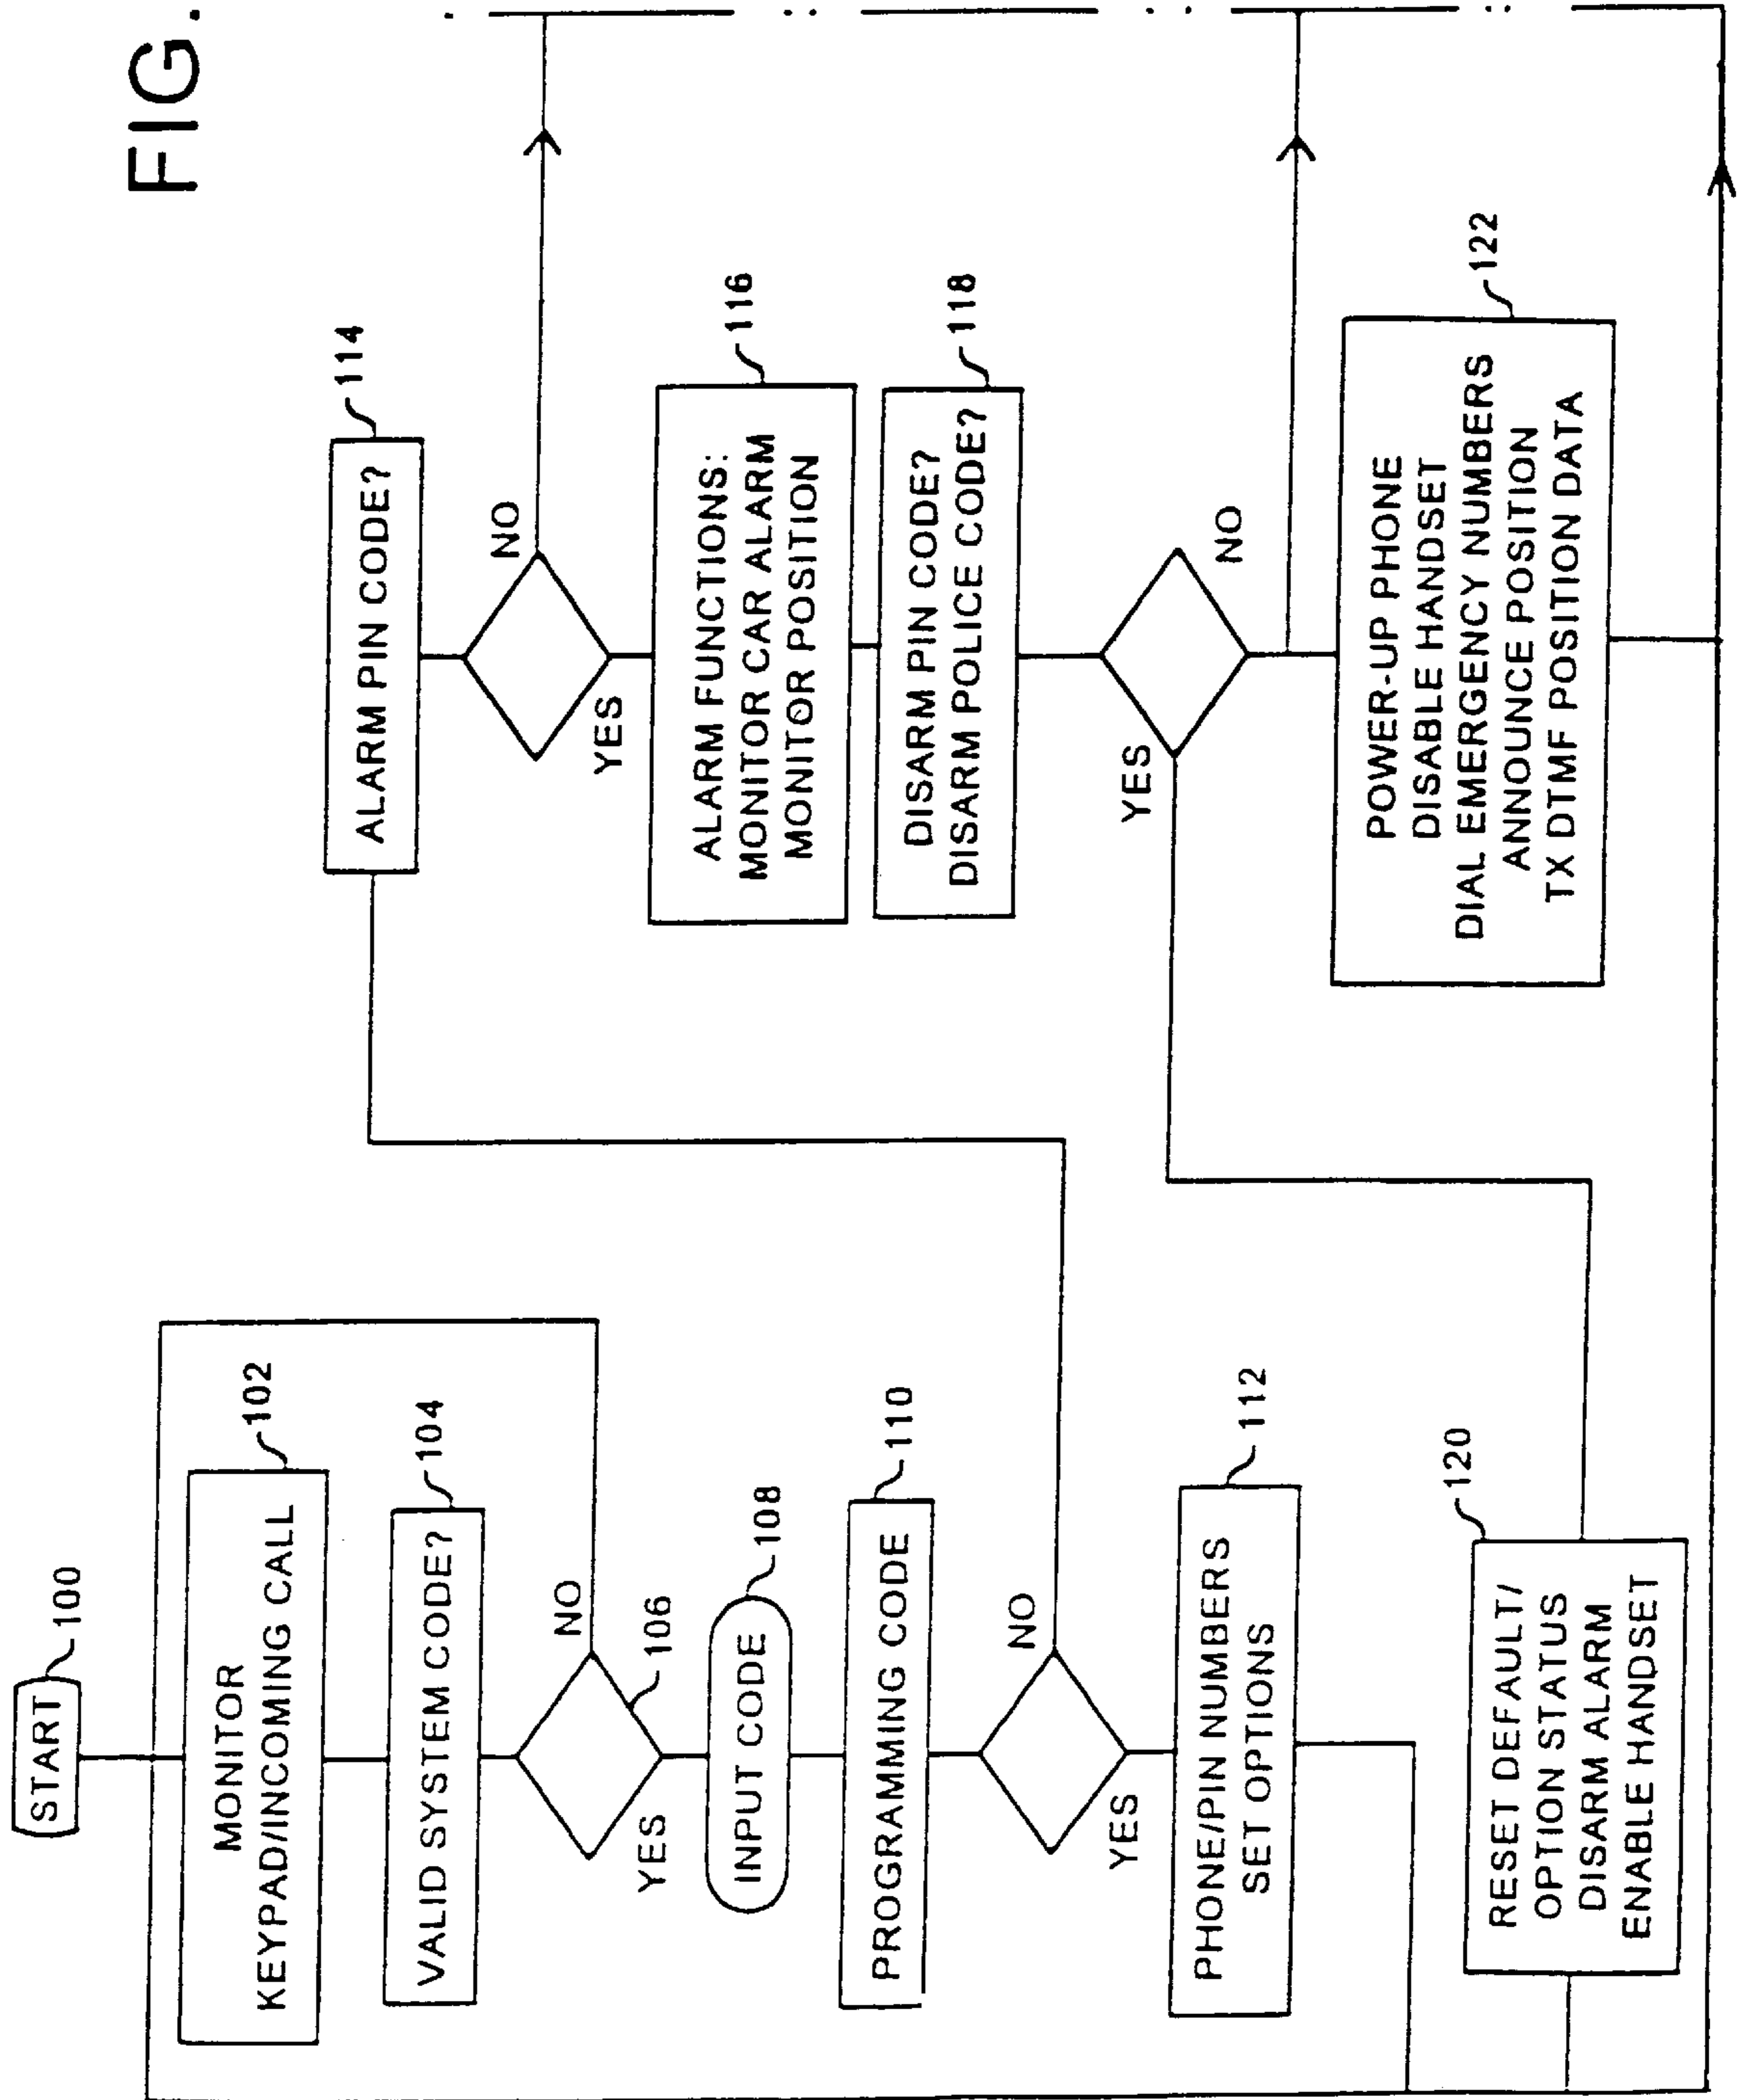 FIG.
START
100
MONITOR
KEYPAD/INCOMING CALL
102
VALID SYSTEM CODE?
104
NO
106
YES
INPUT CODE
108
PROGRAMMING CODE
110
NO
YES
PHONE/PIN NUMBERS
SET OPTIONS
112
RESET DEFAULT/
OPTION STATUS
DISARM ALARM
ENABLE HANDSET
120
ALARM PIN CODE?
114
NO
YES
ALARM FUNCTIONS:
MONITOR CAR ALARM
MONITOR POSITION
116
DISARM PIN CODE?
DISARM POLICE CODE?
118
YES
NO
POWER-UP PHONE
DISABLE HANDSET
DIAL EMERGENCY NUMBERS
ANNOUNCE POSITION
TX DTMF POSITION DATA
122